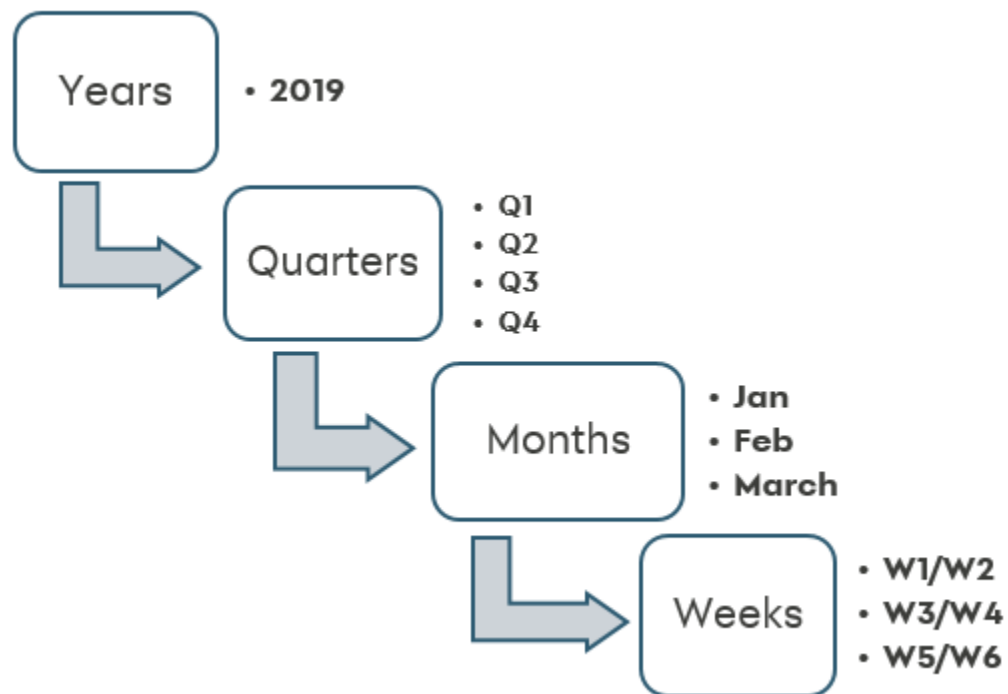 Years
• 2019
Quarters
• Q1
• Q2
• Q3
• Q4
Months
• Jan
• Feb
• March
Weeks
• W1/W2
• W3/W4
• W5/W6